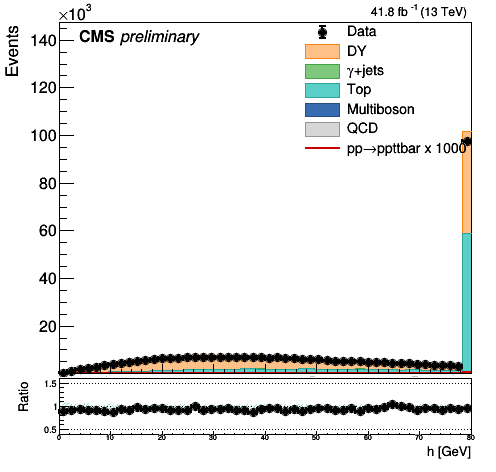 ×10³
41.8 fb⁻¹ (13 TeV)
CMS preliminary
Events
140
120
100
80
60
40
20
Data
DY
γ+jets
Top
Multiboson
QCD
pp→ppttbar x 1000
Ratio
1.5
1
0.5
0 10 20 30 40 50 60 70 80
h [GeV]